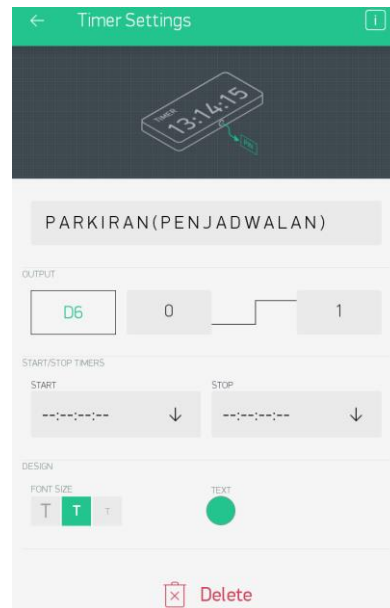 Timer Settings
i
TIMER
13:14:15
PIN
PARKIRAN(PENJADWALAN)
OUTPUT
D6 0 1
START/STOP TIMERS
START STOP
--:--:--:-- --:--:--:--
DESIGN
FONT SIZE TEXT
T T T
Delete